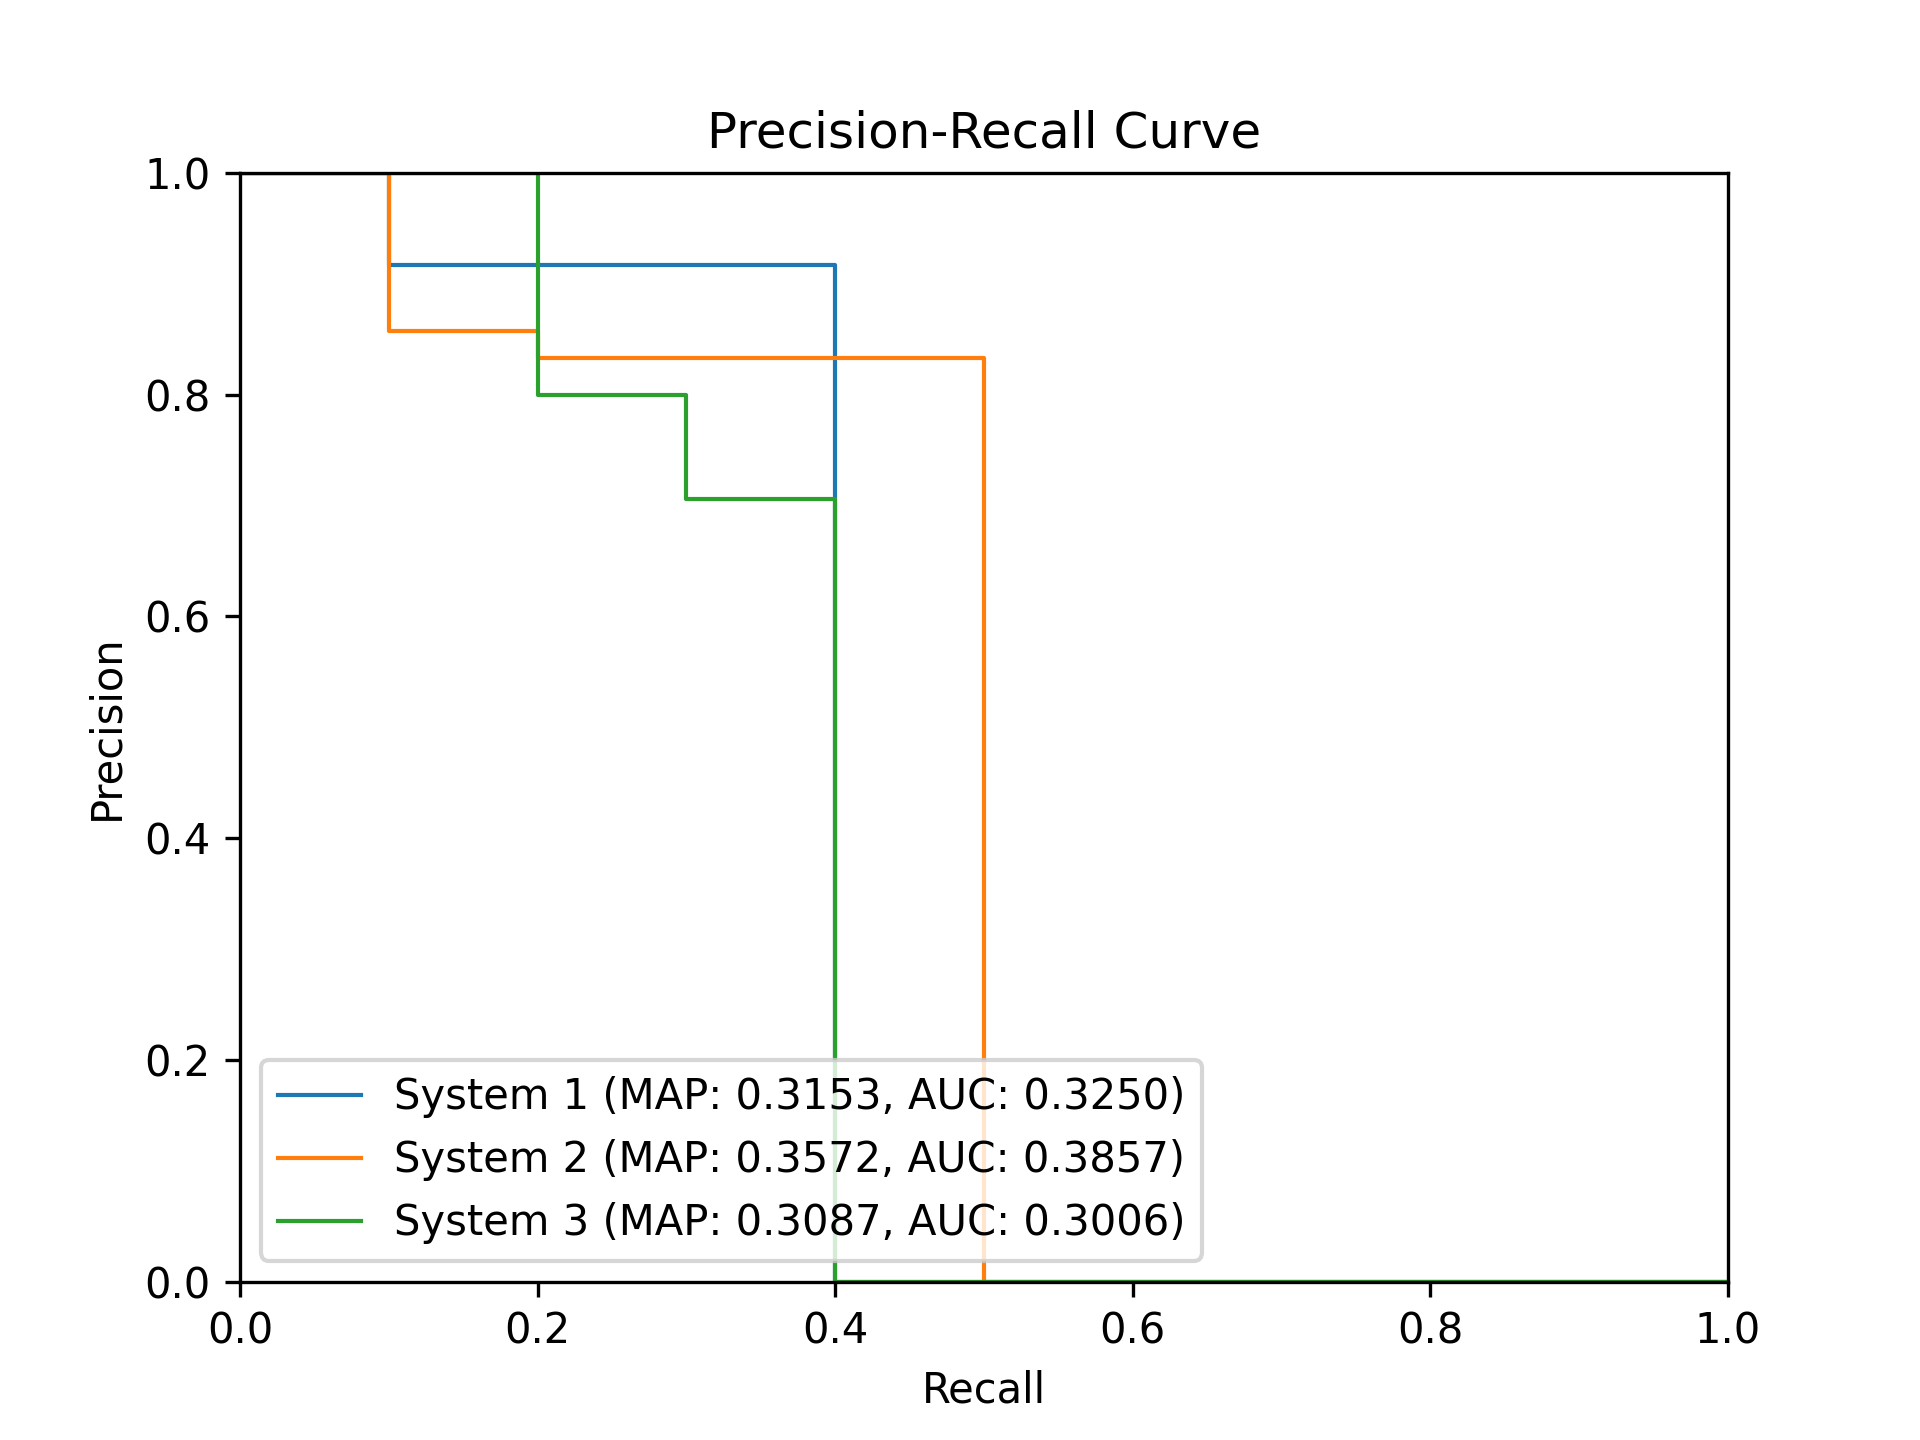 Precision-Recall Curve
1.0
0.8
0.6
0.4
0.2
0.0
Precision
System 1 (MAP: 0.3153, AUC: 0.3250)
System 2 (MAP: 0.3572, AUC: 0.3857)
System 3 (MAP: 0.3087, AUC: 0.3006)
0.0 0.2 0.4 0.6 0.8 1.0
Recall